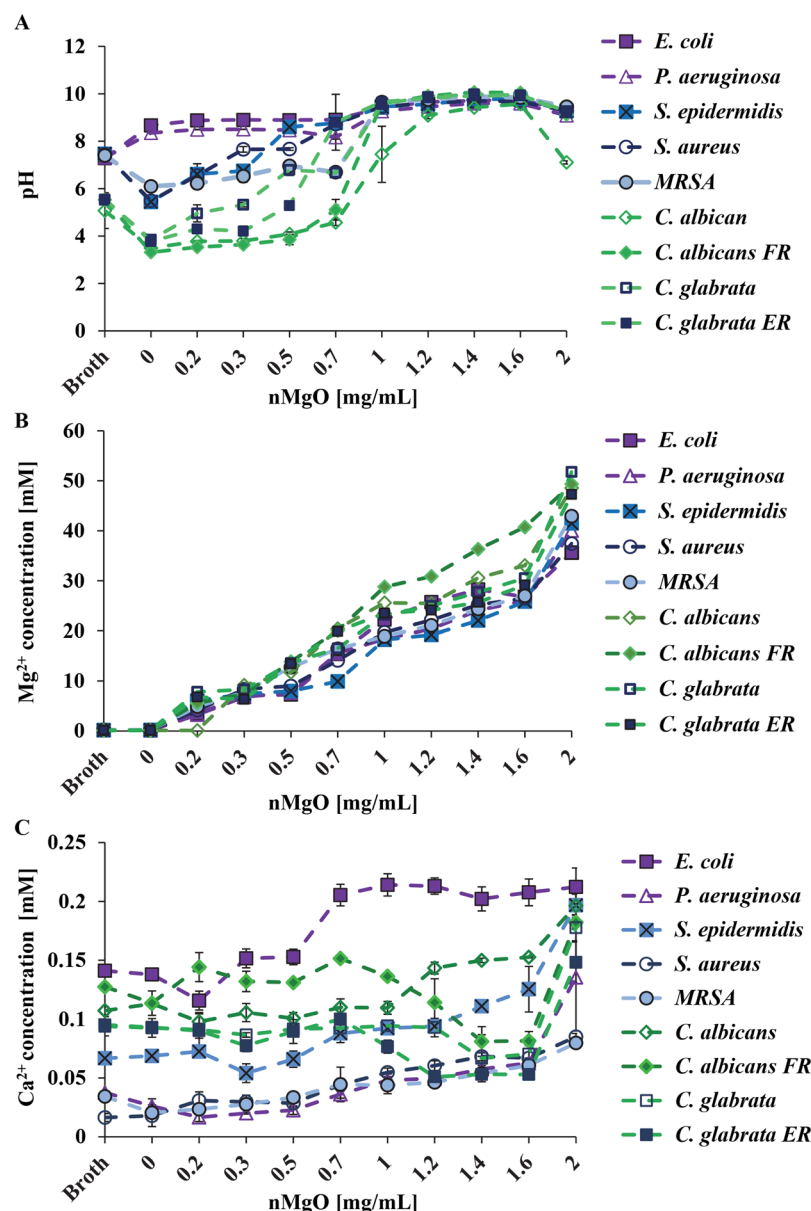 A
12
10
8
6
4
2
0
pH
Broth
0
0.2
0.3
0.5
0.7
1
1.2
1.4
1.6
2
nMgO [mg/mL]
E. coli
P. aeruginosa
S. epidermidis
S. aureus
MRSA
C. albican
C. albicans FR
C. glabrata
C. glabrata ER
B
60
50
40
30
20
10
0
Mg²⁺ concentration [mM]
Broth
0
0.2
0.3
0.5
0.7
1
1.2
1.4
1.6
2
nMgO [mg/mL]
E. coli
P. aeruginosa
S. epidermidis
S. aureus
MRSA
C. albicans
C. albicans FR
C. glabrata
C. glabrata ER
C
0.25
0.2
0.15
0.1
0.05
0
Ca²⁺ concentration [mM]
Broth
0
0.2
0.3
0.5
0.7
1
1.2
1.4
1.6
2
nMgO [mg/mL]
E. coli
P. aeruginosa
S. epidermidis
S. aureus
MRSA
C. albicans
C. albicans FR
C. glabrata
C. glabrata ER